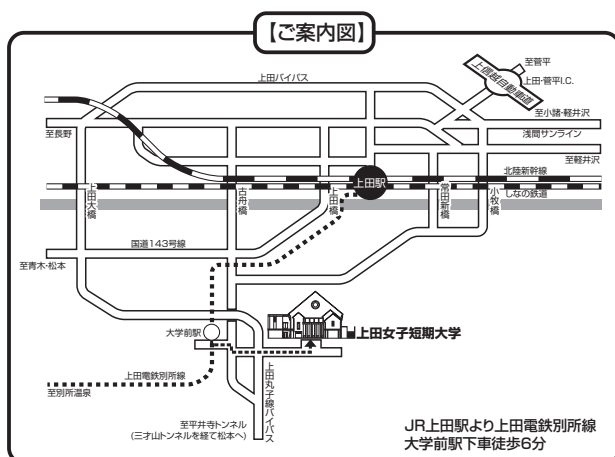 【ご案内図】
至菅平
上田・菅平I.C.
上信越自動車道
上田バイパス
至小諸・軽井沢
至長野
浅間サンライン
至軽井沢
北陸新幹線
上田駅
しなの鉄道
上田大橋
古舟橋
上田橋
常田新橋
小牧橋
国道143号線
至青木・松本
大学前駅
上田女子短期大学
上田電鉄別所線
至別所温泉
上田丸子線バイパス
至平井寺トンネル
(三才山トンネルを経て松本へ)
JR上田駅より上田電鉄別所線
大学前駅下車徒歩6分